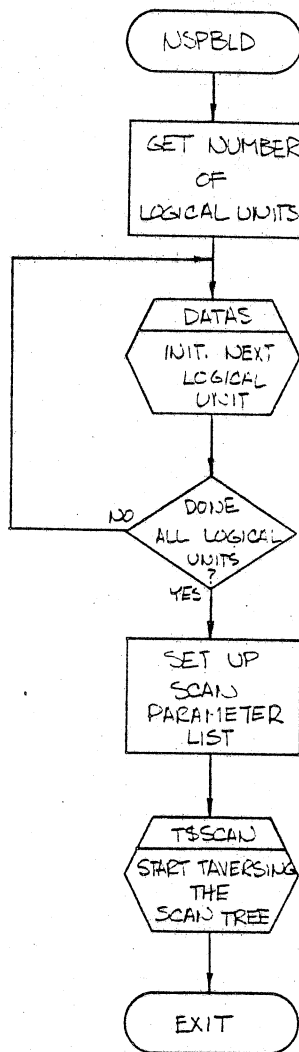 NSPBLD
GET NUMBER
OF
LOGICAL UNITS
DATAS
INIT. NEXT
LOGICAL
UNIT
NO
DONE
ALL LOGICAL
UNITS
?
YES
SET UP
SCAN
PARAMETER
LIST
T$SCAN
START TAVERSING
THE
SCAN TREE
EXIT